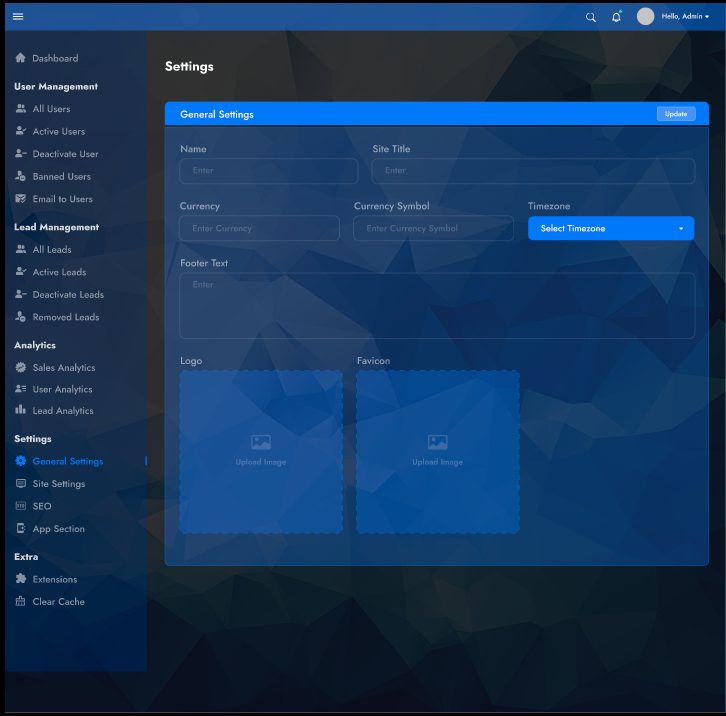 Hello, Admin
Dashboard
User Management
All Users
Active Users
Deactivate User
Banned Users
Email to Users
Lead Management
All Leads
Active Leads
Deactivate Leads
Removed Leads
Analytics
Sales Analytics
User Analytics
Lead Analytics
Settings
General Settings
Site Settings
SEO
App Section
Extra
Extensions
Clear Cache
Settings
General Settings Update
Name Site Title
Enter Enter
Currency Currency Symbol Timezone
Enter Currency Enter Currency Symbol Select Timezone
Footer Text
Enter
Logo Favicon
Upload Image Upload Image